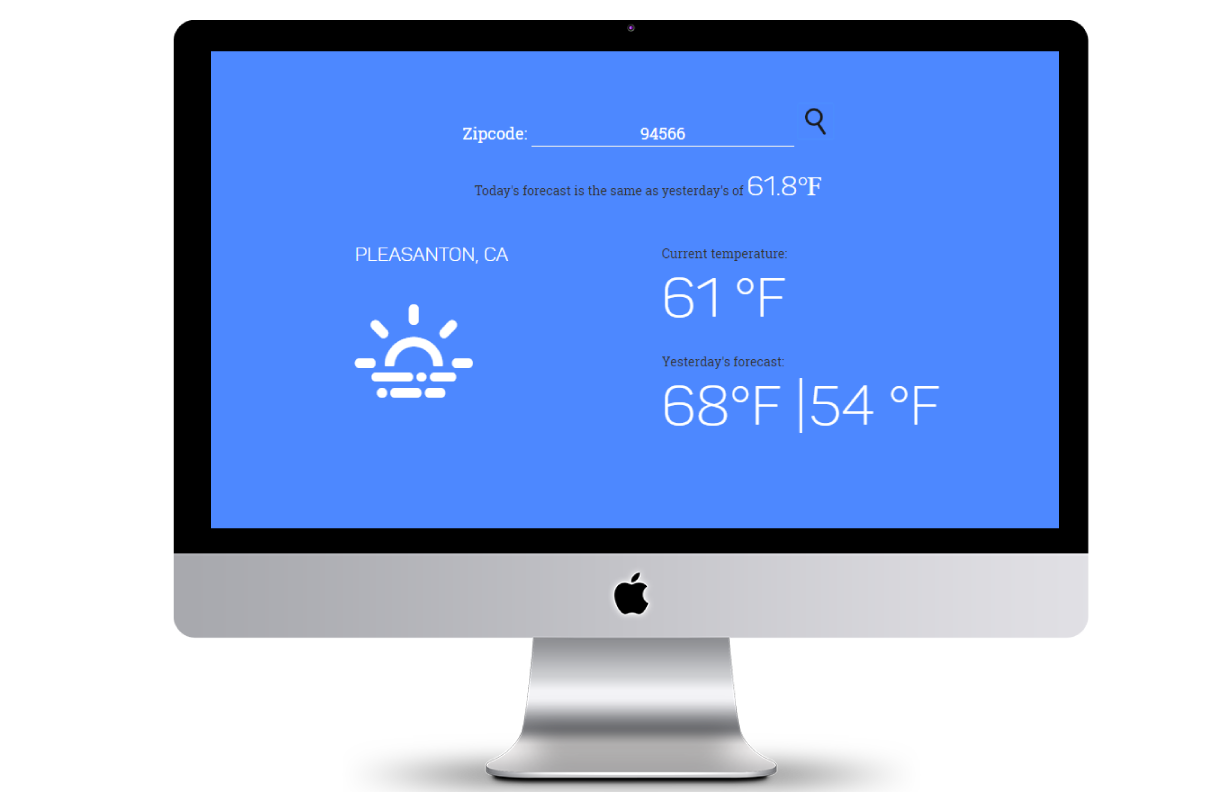 Zipcode: 94566
Today's forecast is the same as yesterday's of 61.8°F
PLEASANTON, CA
Current temperature:
61 °F
Yesterday's forecast:
68°F |54 °F